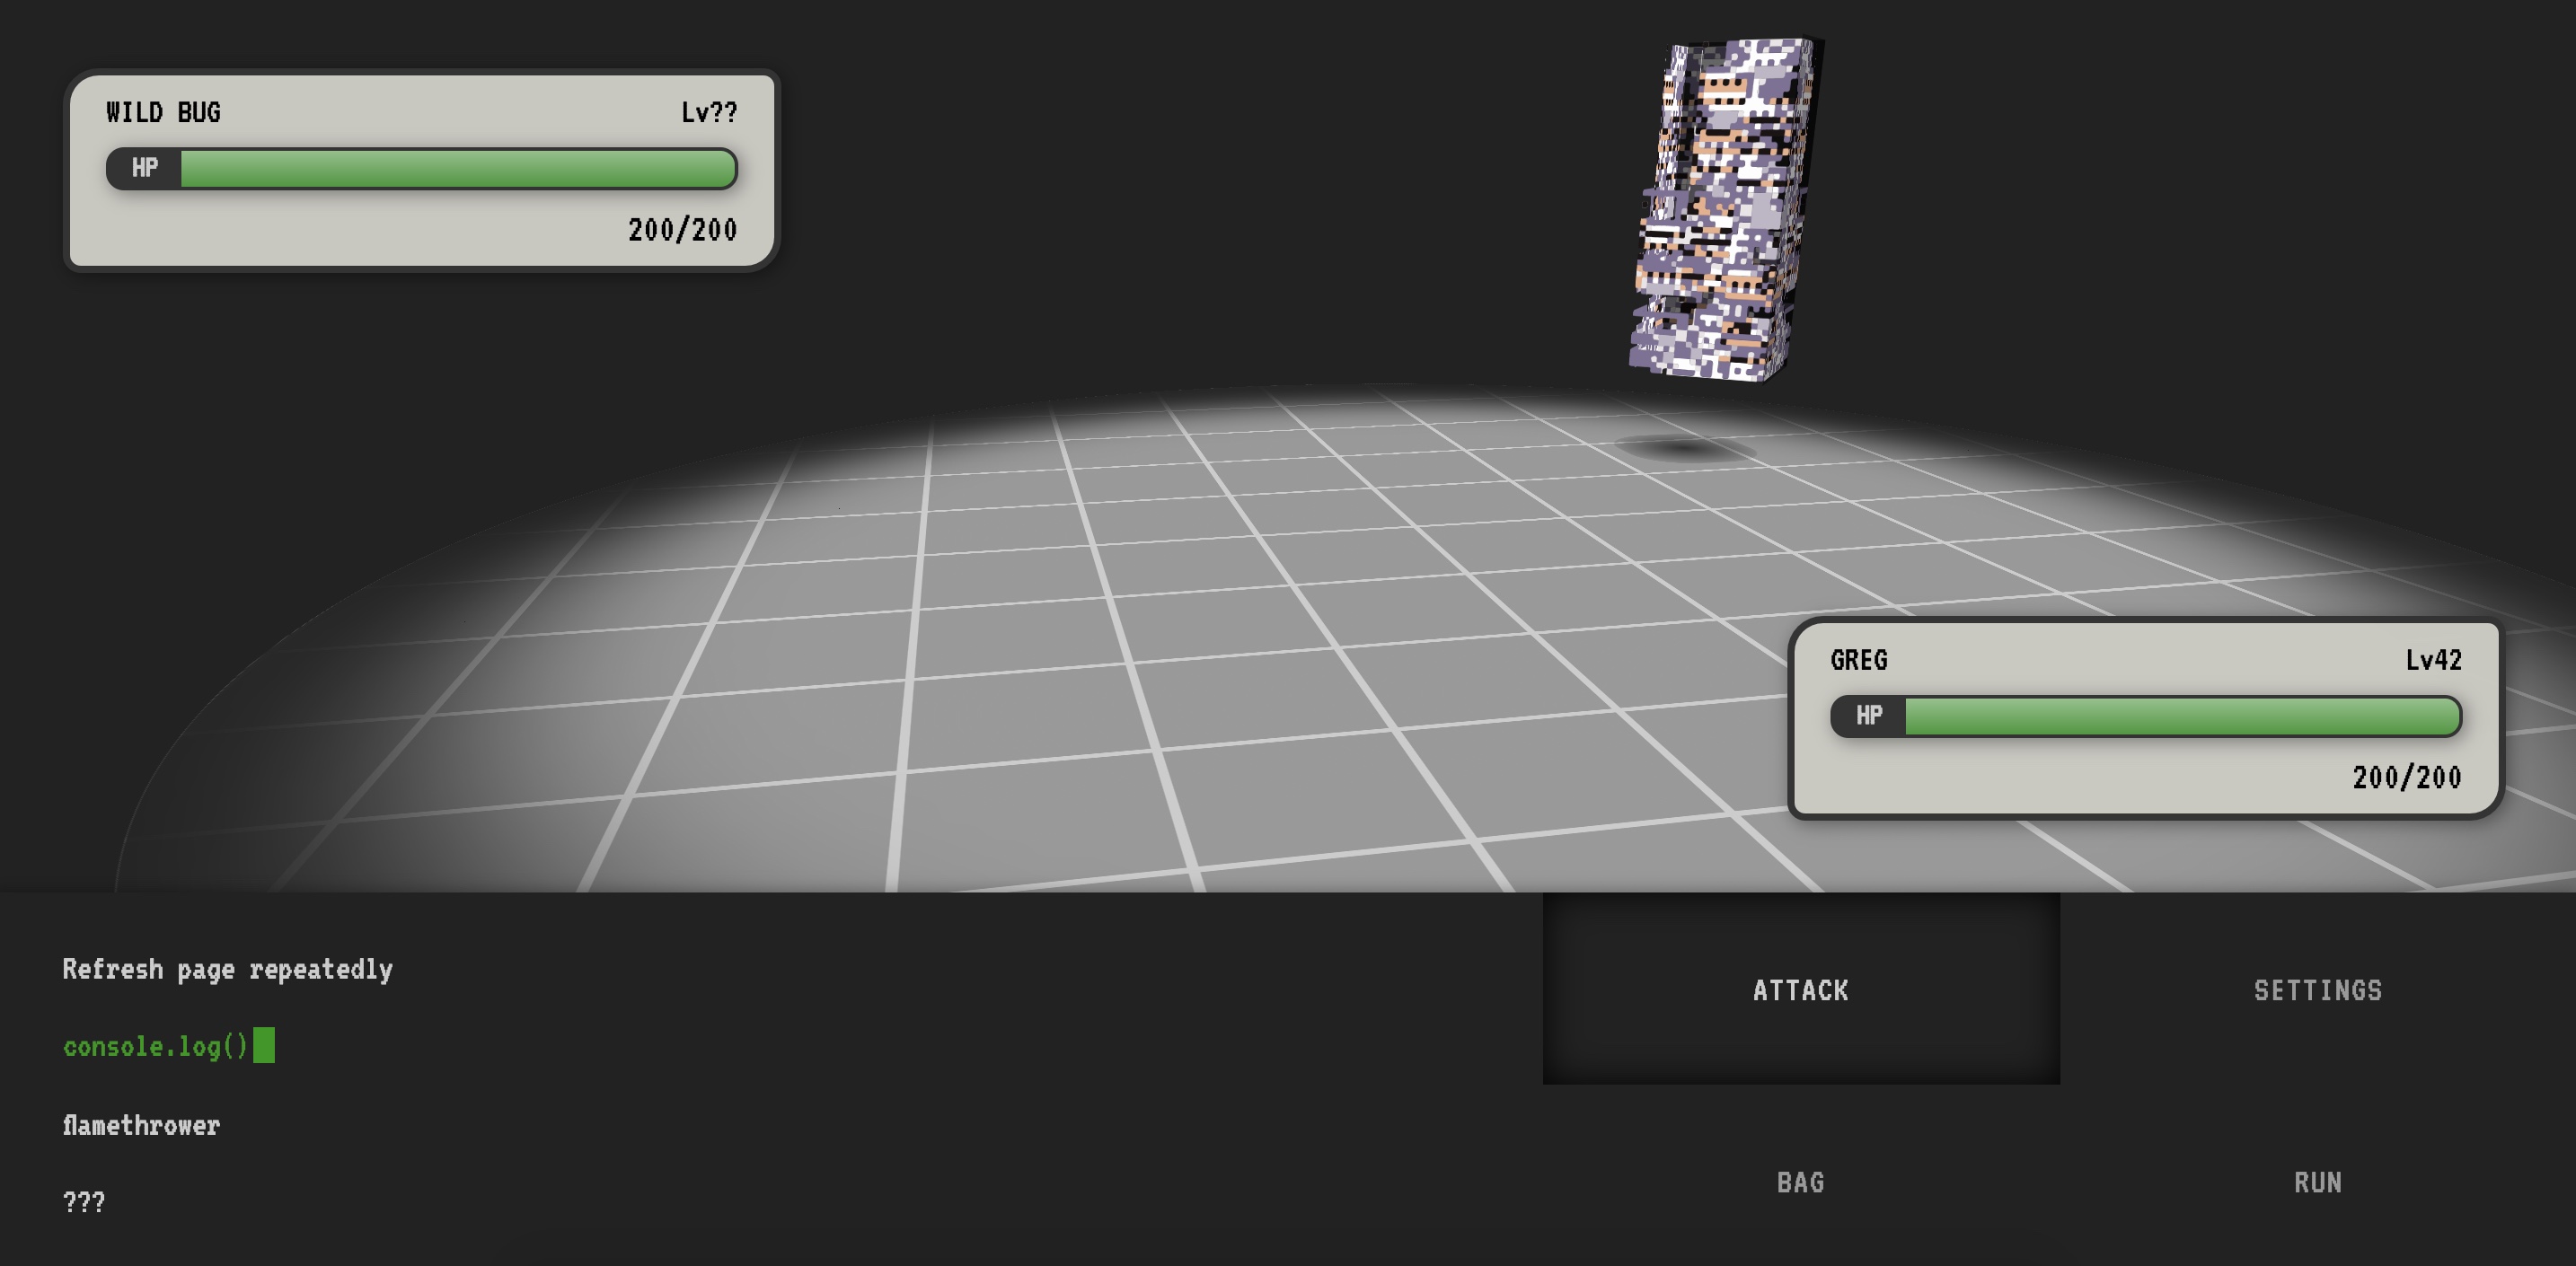 WILD BUG Lv??
HP
200/200
GREG Lv42
HP
200/200
Refresh page repeatedly
console.log()
flamethrower
???
ATTACK
SETTINGS
BAG
RUN